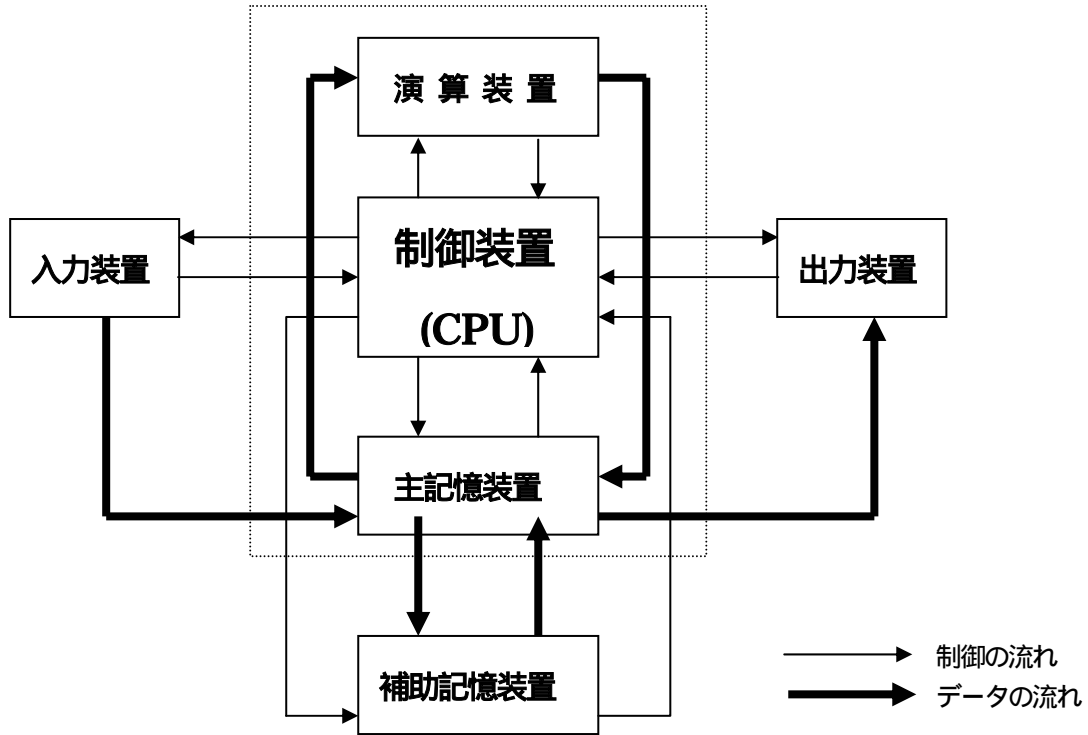 演 算 装 置
制御装置
(CPU)
入力装置
出力装置
主記憶装置
補助記憶装置
制御の流れ
データの流れ